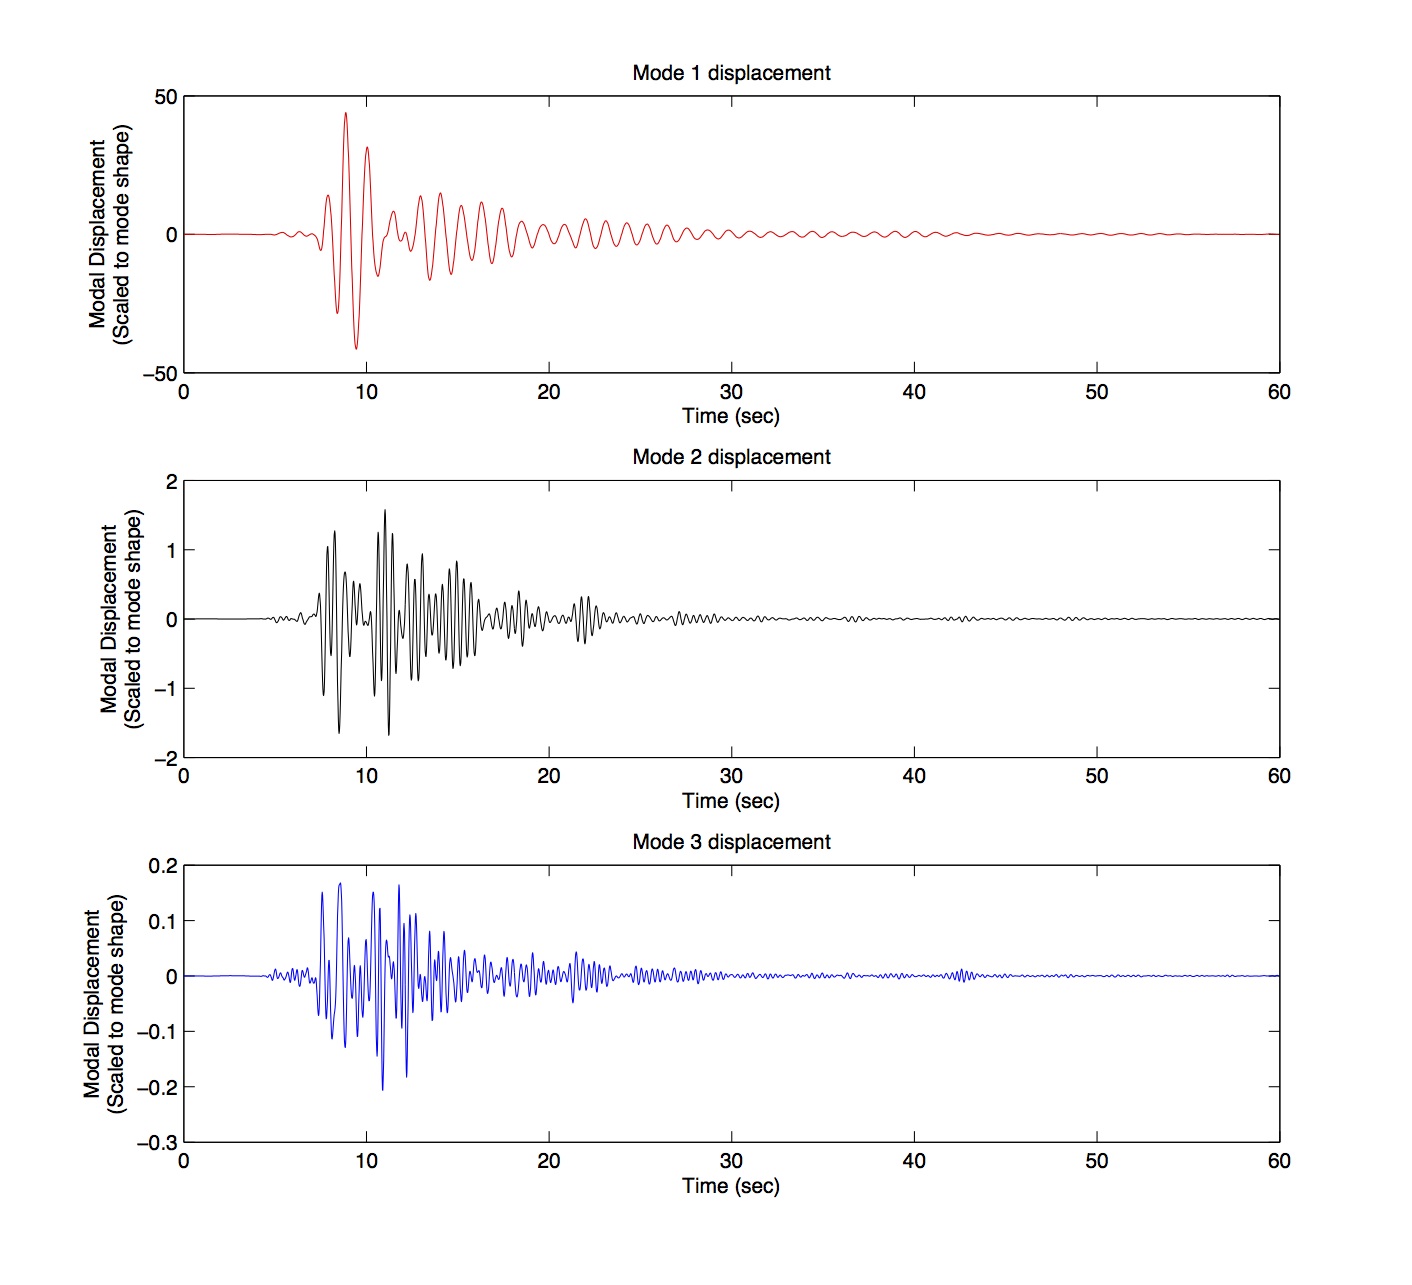 Mode 1 displacement
50
0
−50
Modal Displacement
(Scaled to mode shape)
0 10 20 30 40 50 60
Time (sec)
Mode 2 displacement
2
1
0
−1
−2
Modal Displacement
(Scaled to mode shape)
0 10 20 30 40 50 60
Time (sec)
Mode 3 displacement
0.2
0.1
0
−0.1
−0.2
−0.3
Modal Displacement
(Scaled to mode shape)
0 10 20 30 40 50 60
Time (sec)